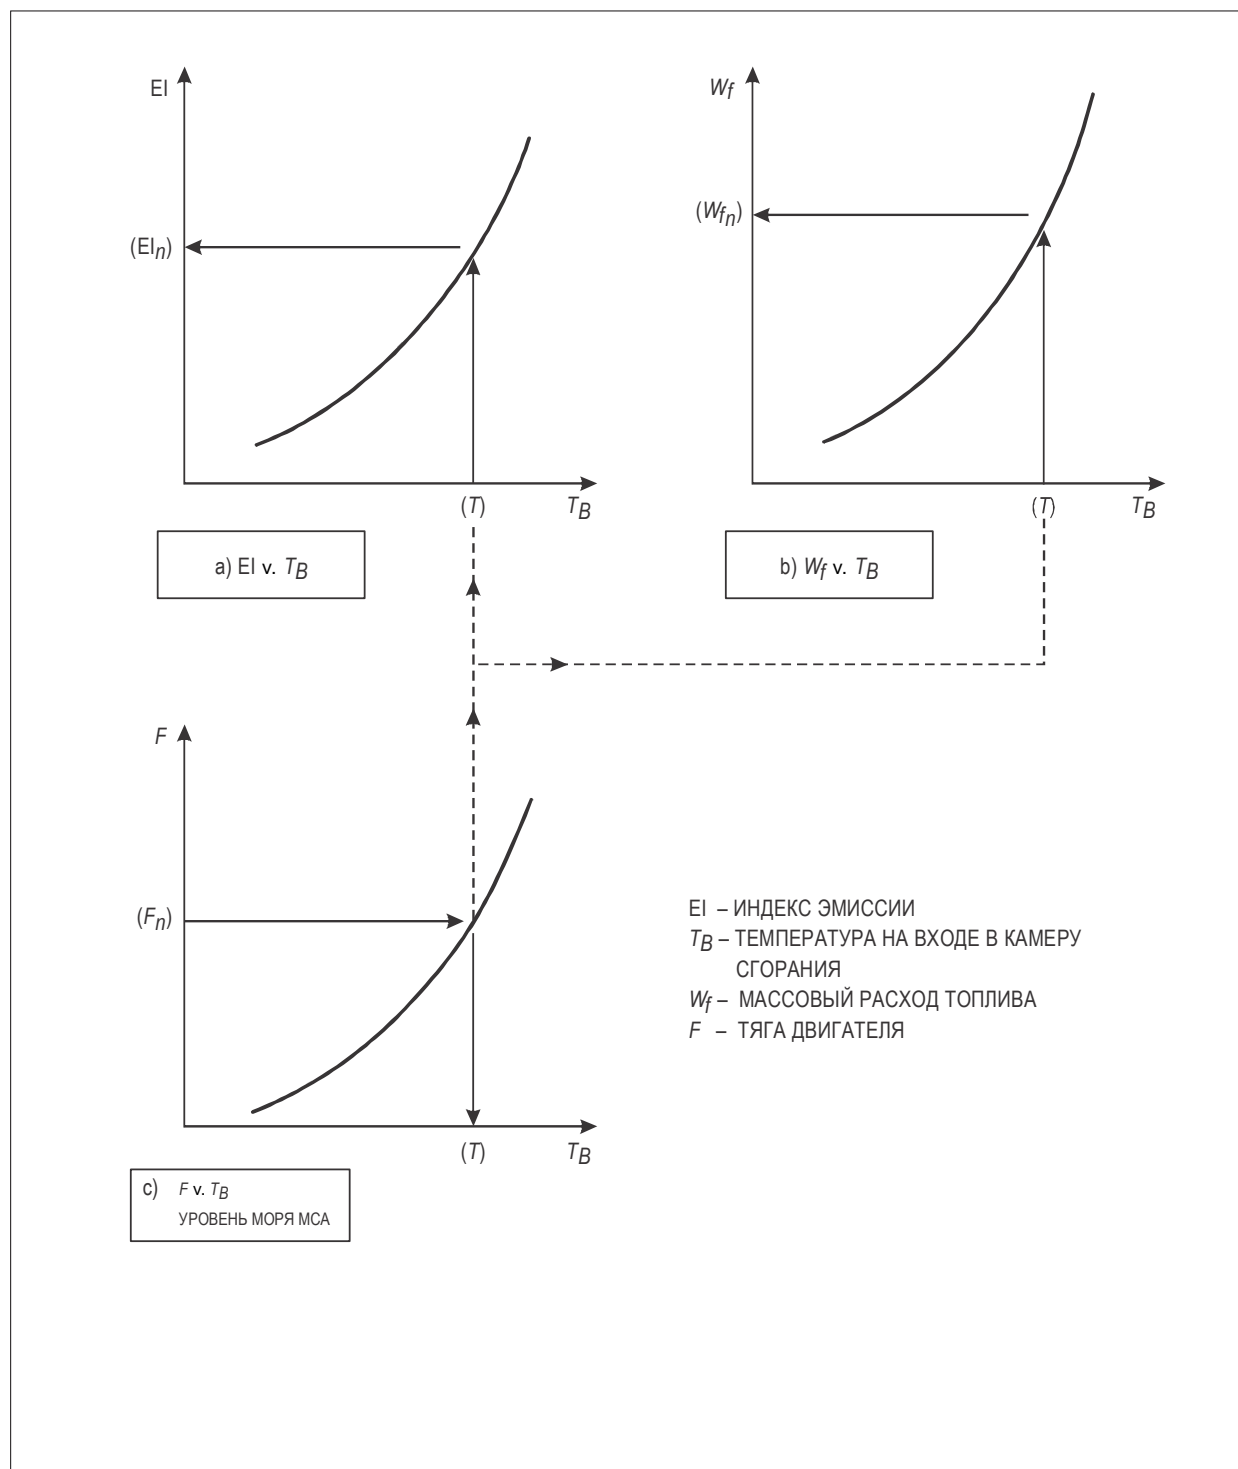 EI
(EIn)
(T)
TB
a) EI v. TB
Wf
(Wfn)
(T)
TB
b) Wf v. TB
F
(Fn)
(T)
TB
c) F v. TB
УРОВЕНЬ МОРЯ МСА
EI – ИНДЕКС ЭМИССИИ
TB – ТЕМПЕРАТУРА НА ВХОДЕ В КАМЕРУ
СГОРАНИЯ
Wf – МАССОВЫЙ РАСХОД ТОПЛИВА
F – ТЯГА ДВИГАТЕЛЯ